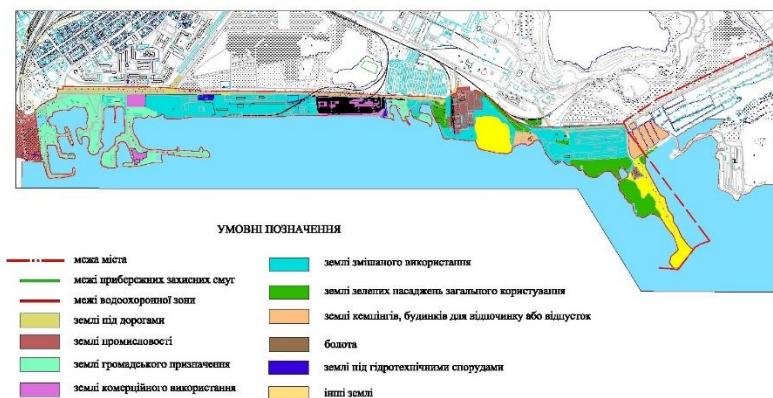 УМОВНІ ПОЗНАЧЕННЯ
межа міста
межі прибережних захисних смуг
межі водоохоронної зони
землі під дорогами
землі промисловості
землі громадського призначення
землі комерційного використання
землі змішаного використання
землі зелених насаджень загального користування
землі кемпінгів, будинків для відпочинку або відпусток
болота
землі під гідротехнічними спорудами
інші землі